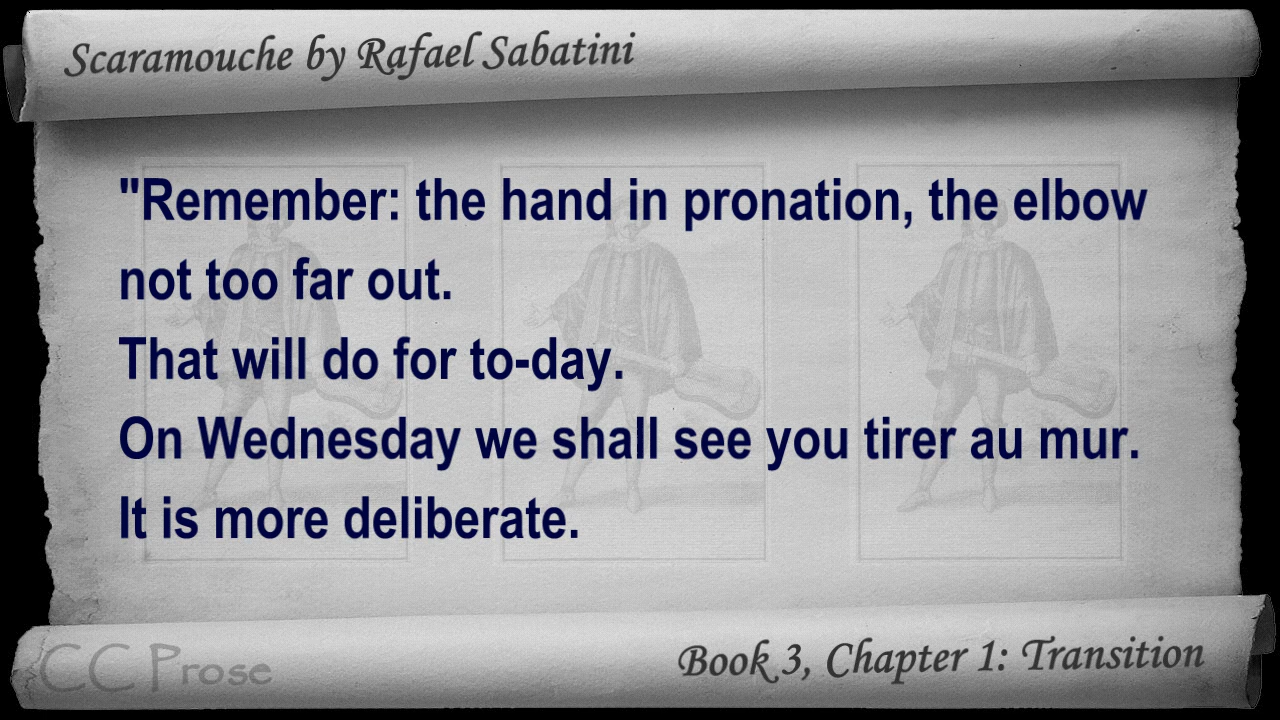 Scaramouche by Rafael Sabatini
"Remember: the hand in pronation, the elbow
not too far out.
That will do for to-day.
On Wednesday we shall see you tirer au mur.
It is more deliberate.
CC Prose
Book 3, Chapter 1: Transition